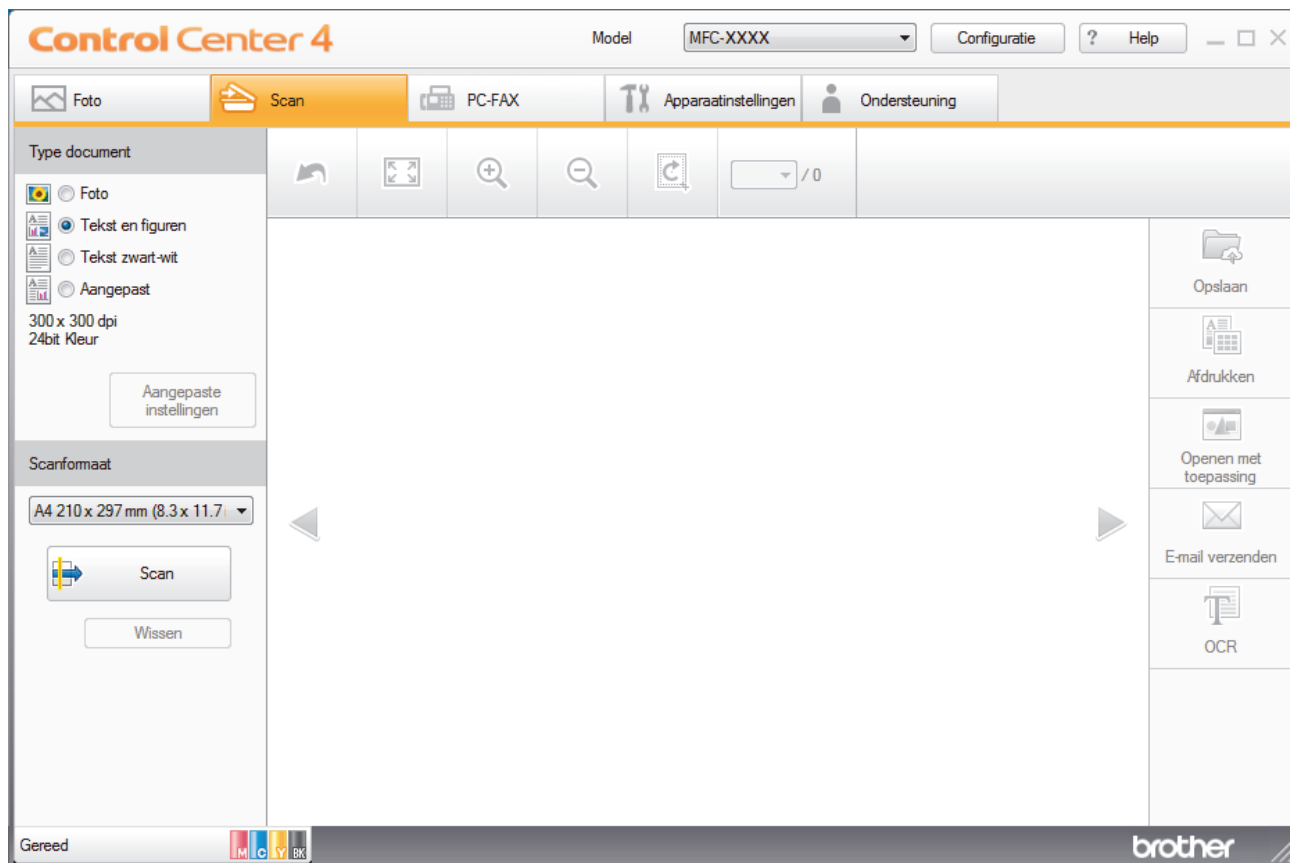 Control Center 4
Model
MFC-XXXX
Configuratie
? Help
Foto
Scan
PC-FAX
Apparaatinstellingen
Ondersteuning
Type document
Foto
Tekst en figuren
Tekst zwart-wit
Aangepast
300 x 300 dpi
24bit Kleur
Aangepaste
instellingen
Scanformaat
A4 210 x 297 mm (8.3 x 11.7
Scan
Wissen
/ 0
Opslaan
Afdrukken
Openen met
toepassing
E-mail verzenden
OCR
Gereed
M C Y BK
brother